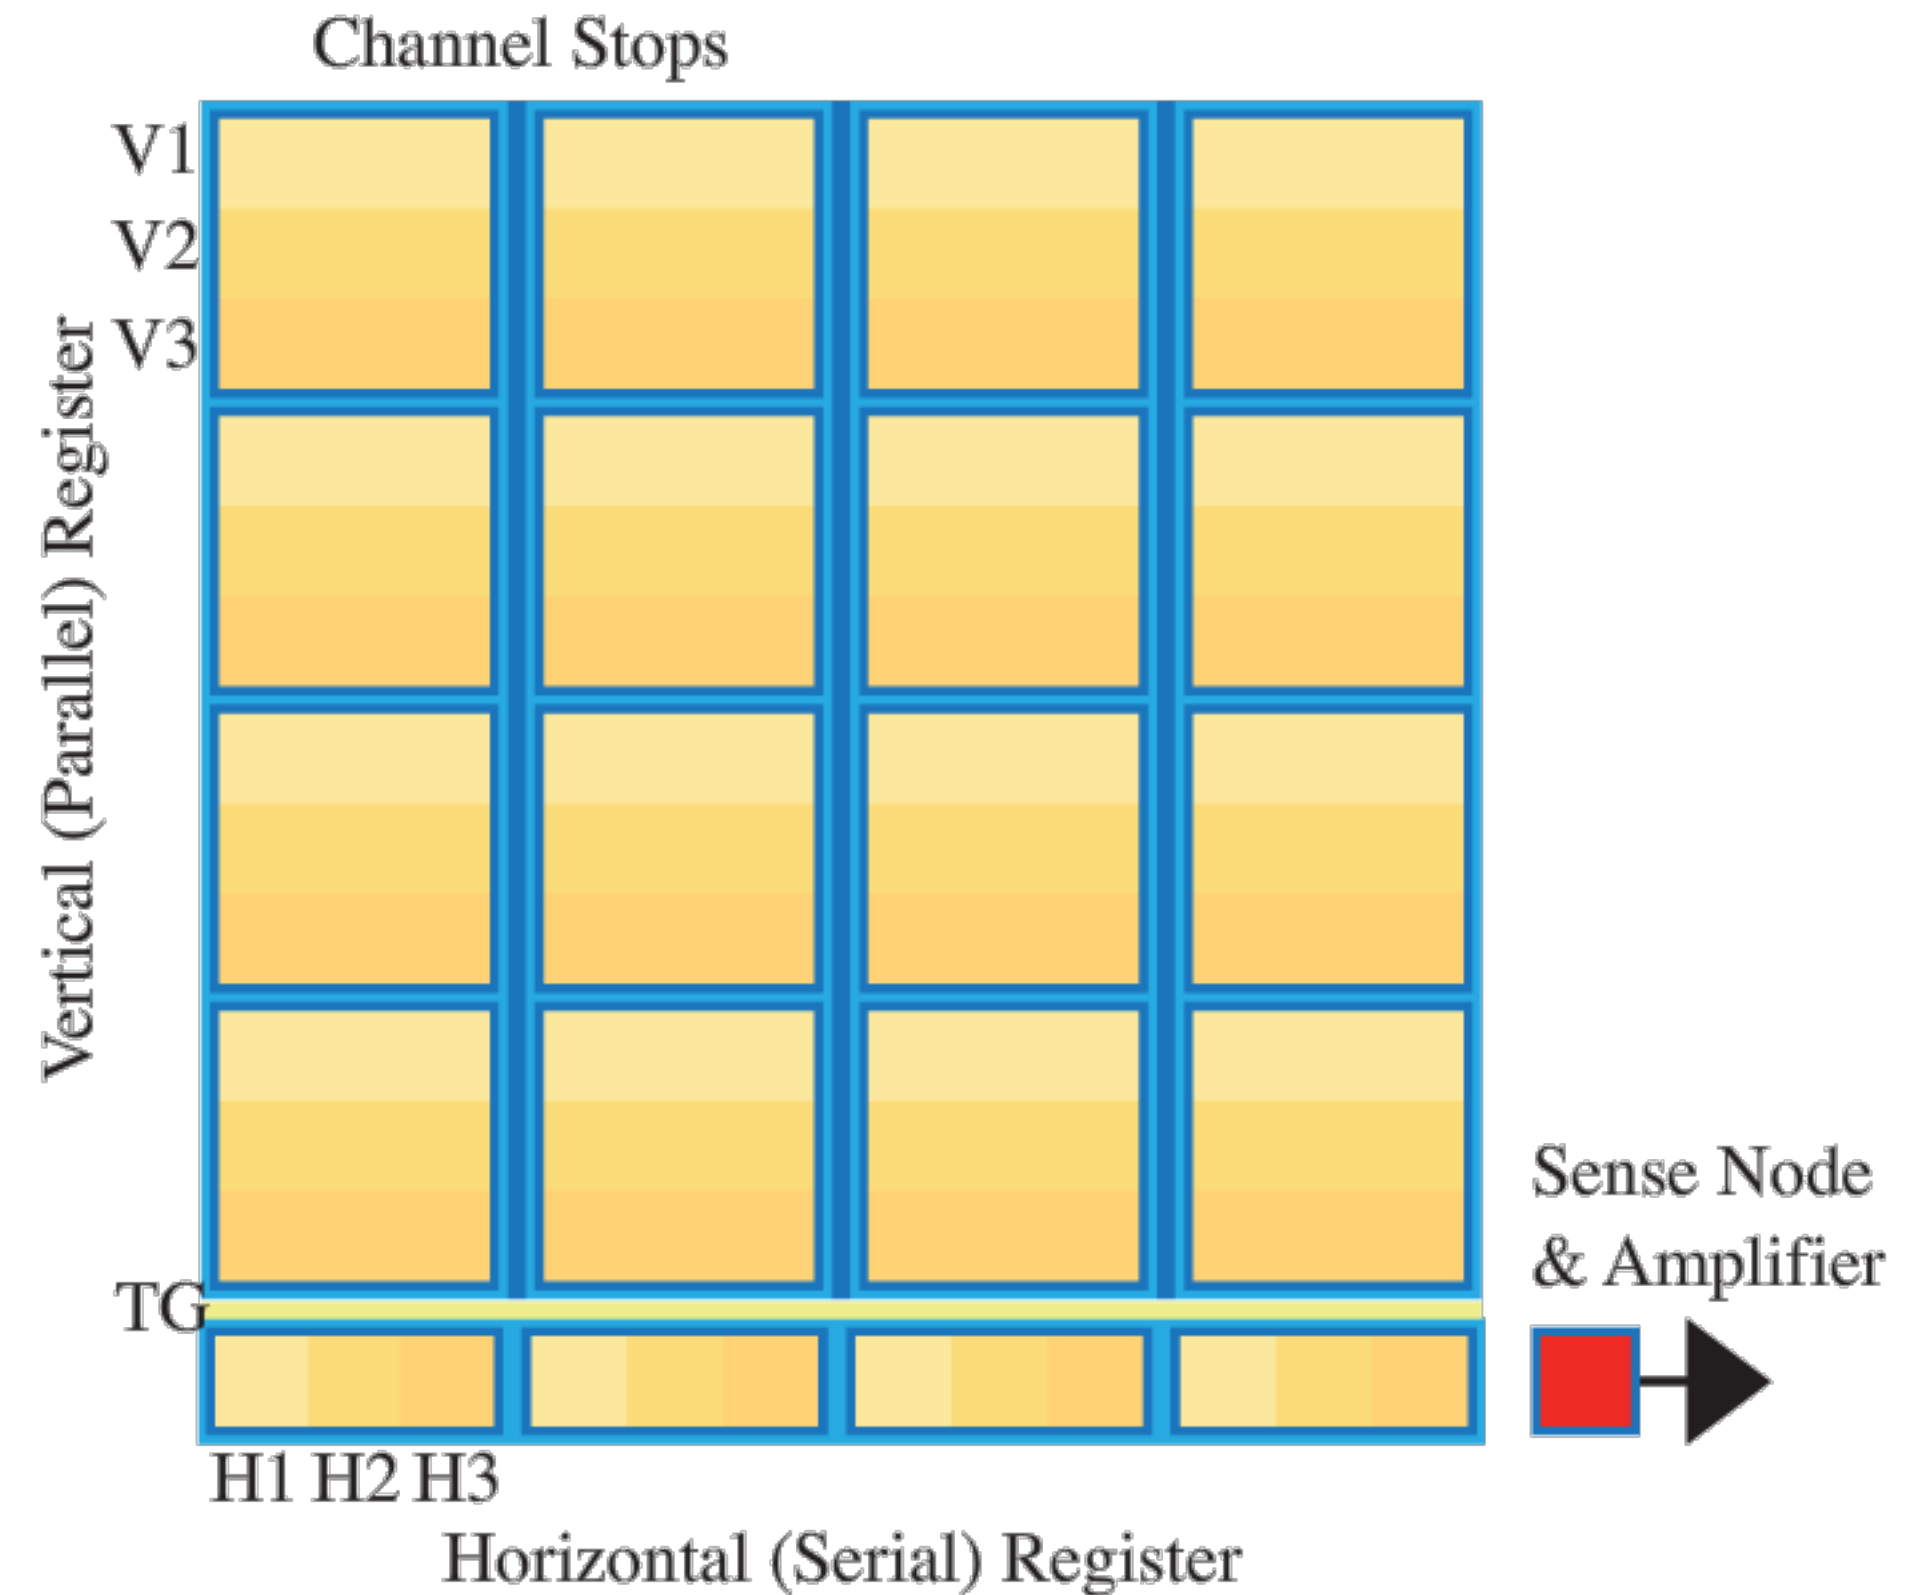 Channel Stops
V1
V2
V3
Vertical (Parallel) Register
TG
Sense Node
& Amplifier
H1 H2 H3
Horizontal (Serial) Register